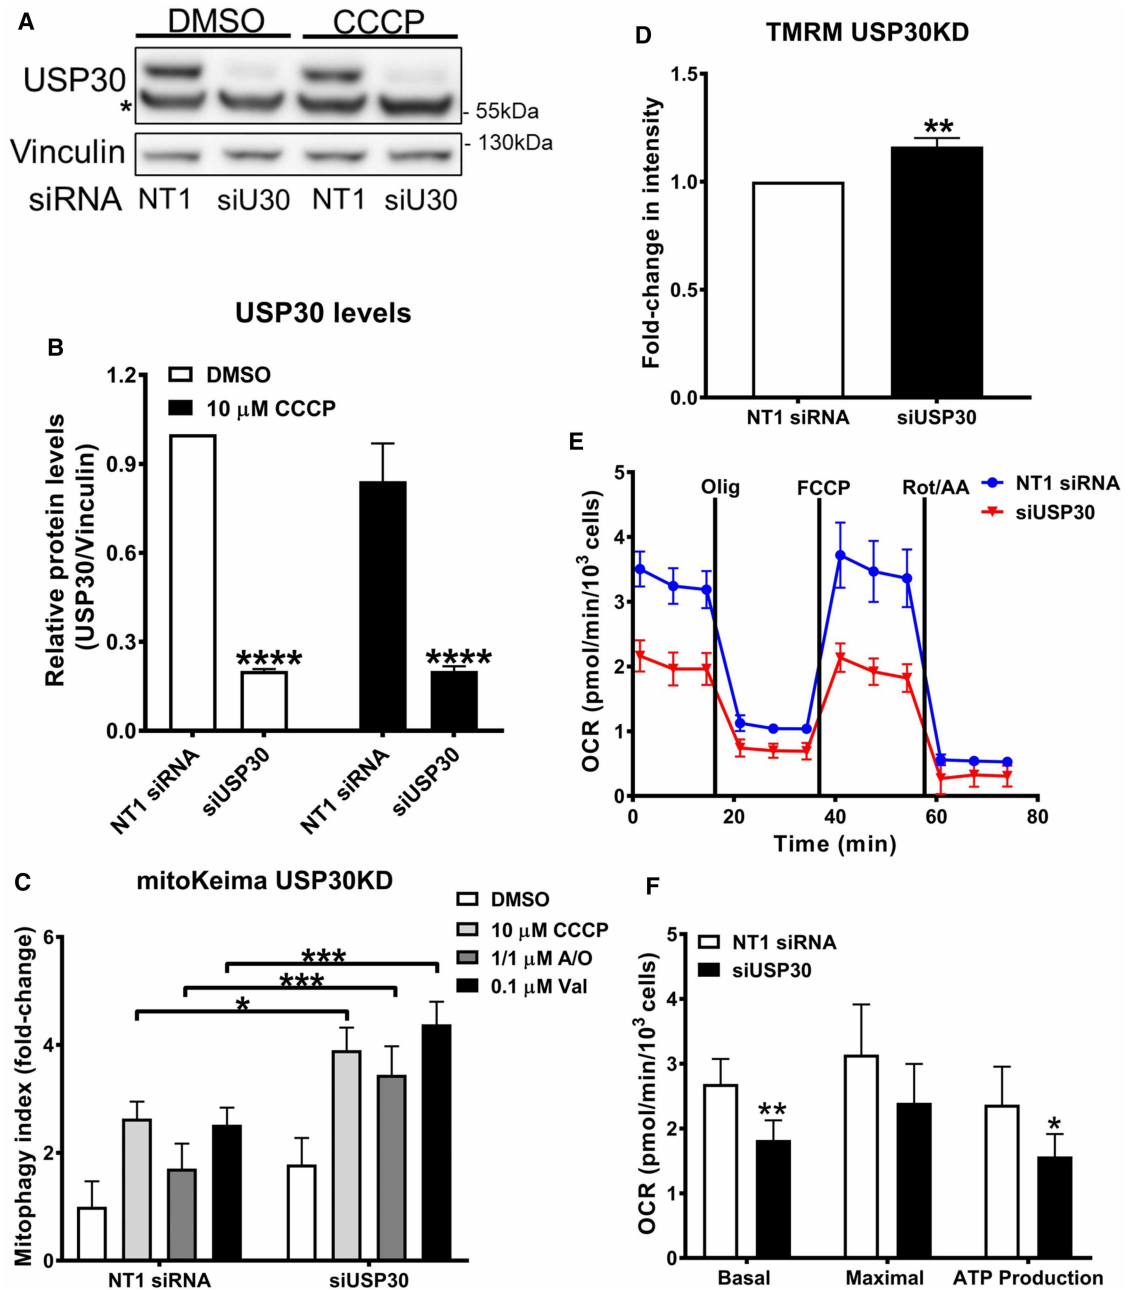 A
DMSO CCCP
USP30
*
- 55kDa
- 130kDa
Vinculin
siRNA NT1 siU30 NT1 siU30
B
USP30 levels
DMSO
10 μM CCCP
Relative protein levels
(USP30/Vinculin)
1.2
0.9
0.6
0.3
0.0
**** ****
NT1 siRNA siUSP30 NT1 siRNA siUSP30
C
mitoKeima USP30KD
DMSO
10 μM CCCP
1/1 μM A/O
0.1 μM Val
Mitophagy index (fold-change)
6
4
2
0
***
***
*
NT1 siRNA siUSP30
D
TMRM USP30KD
Fold-change in intensity
1.5
1.0
0.5
0.0
**
NT1 siRNA siUSP30
E
Olig FCCP Rot/AA
NT1 siRNA
siUSP30
OCR (pmol/min/10³ cells)
5
4
3
2
1
0
0 20 40 60 80
Time (min)
F
NT1 siRNA
siUSP30
OCR (pmol/min/10³ cells)
5
4
3
2
1
0
** *
Basal Maximal ATP Production